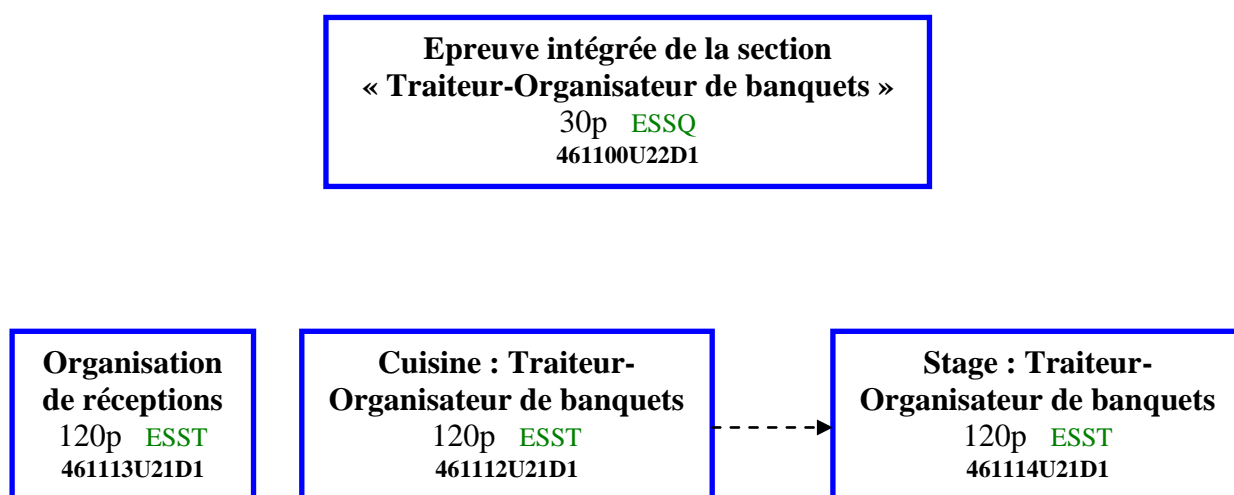 Epreuve intégrée de la section
« Traiteur-Organisateur de banquets »
30p ESSQ
461100U22D1
Organisation
de réceptions
120p ESST
461113U21D1
Cuisine : Traiteur-
Organisateur de banquets
120p ESST
461112U21D1
Stage : Traiteur-
Organisateur de banquets
120p ESST
461114U21D1